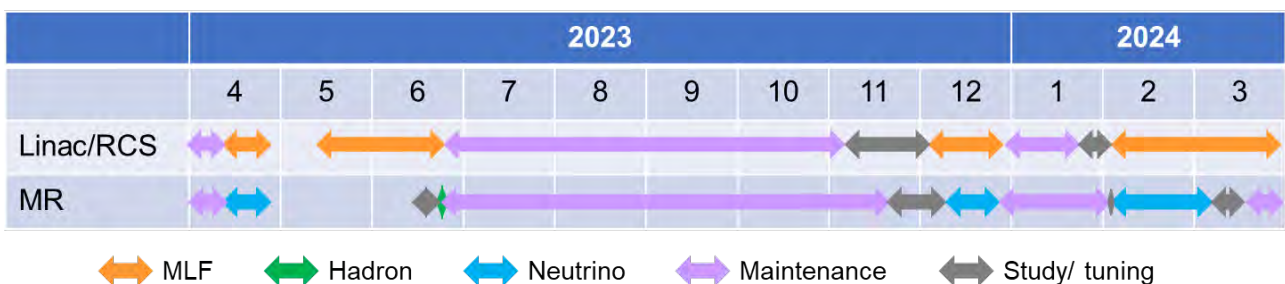 2023 2024
4 5 6 7 8 9 10 11 12 1 2 3
Linac/RCS
MR
MLF Hadron Neutrino Maintenance Study/ tuning